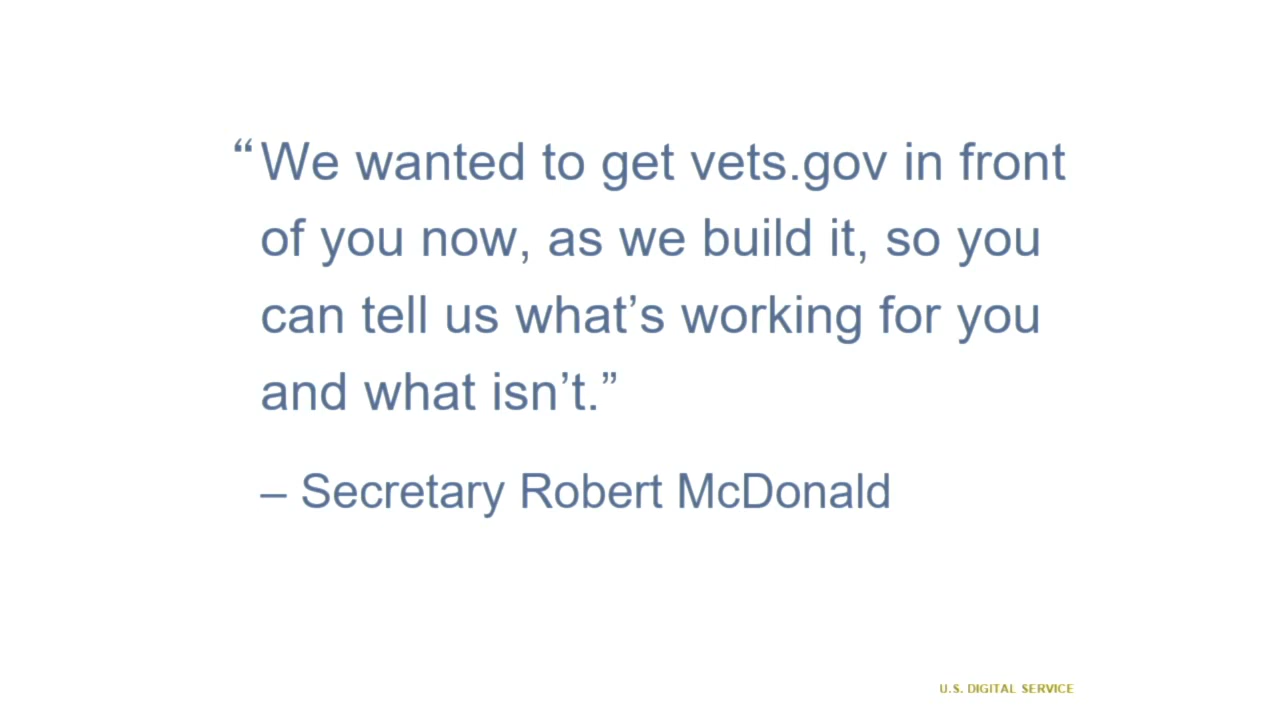 “We wanted to get vets.gov in front
of you now, as we build it, so you
can tell us what’s working for you
and what isn’t.”
– Secretary Robert McDonald
U.S. DIGITAL SERVICE